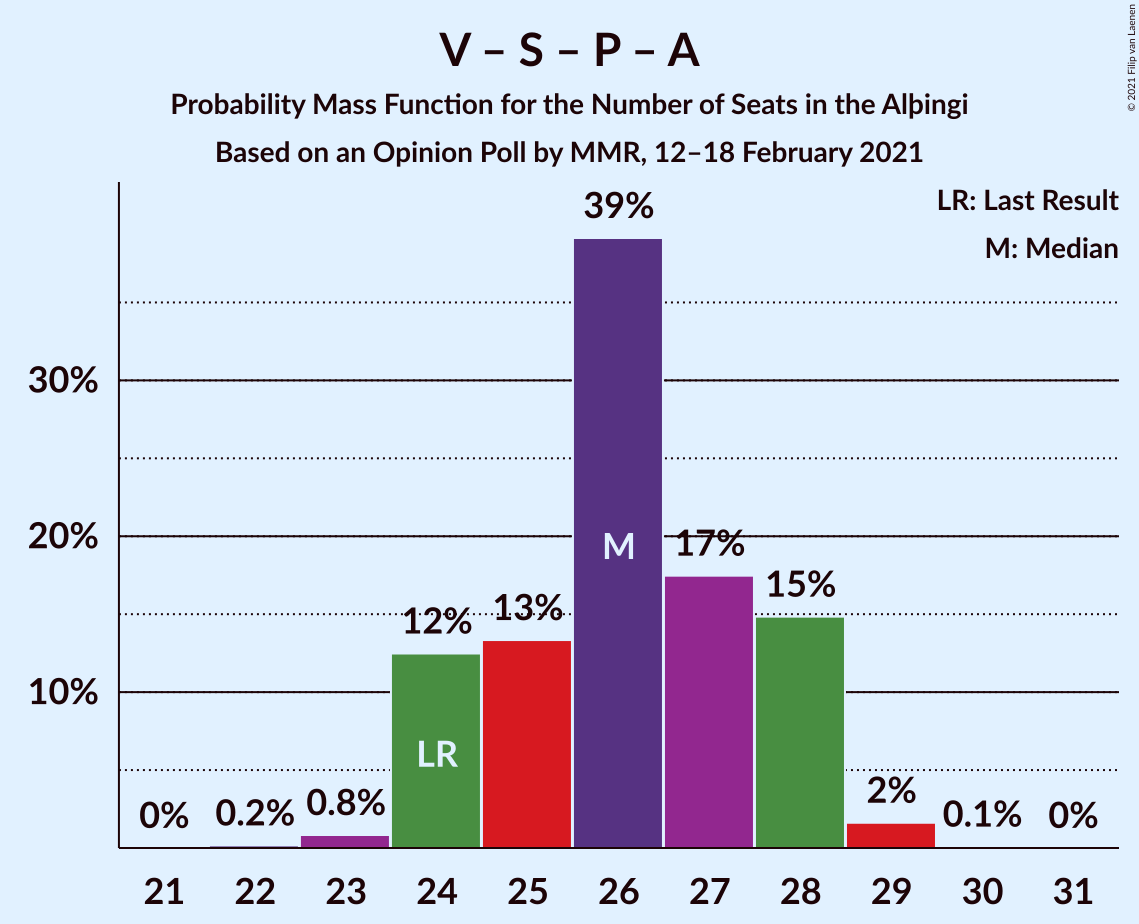 V – S – P – A
Probability Mass Function for the Number of Seats in the Alþingi
Based on an Opinion Poll by MMR, 12–18 February 2021
© 2021 Filip van Laenen
LR: Last Result
M: Median
39%
30%
20%
10%
M
17%
15%
12%
13%
LR
0%
0.2%
0.8%
2%
0.1%
0%
21 22 23 24 25 26 27 28 29 30 31